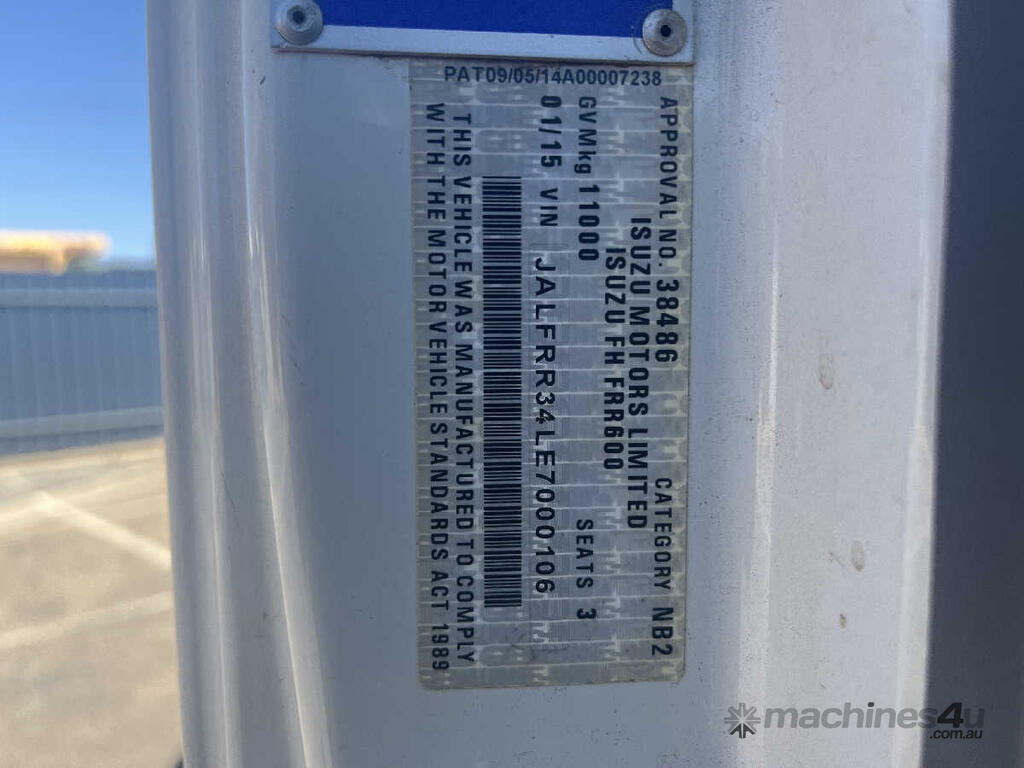 PAT09/05/14A00007238
APPROVAL NO. 38486 CATEGORY NB2
ISUZU MOTORS LIMITED
ISUZU FH FRR600
GVMkg 11000 SEATS 3
01/15 VIN JALFRR34LE7000106
THIS VEHICLE WAS MANUFACTURED TO COMPLY
WITH THE MOTOR VEHICLE STANDARDS ACT 1989
machines4u
.com.au